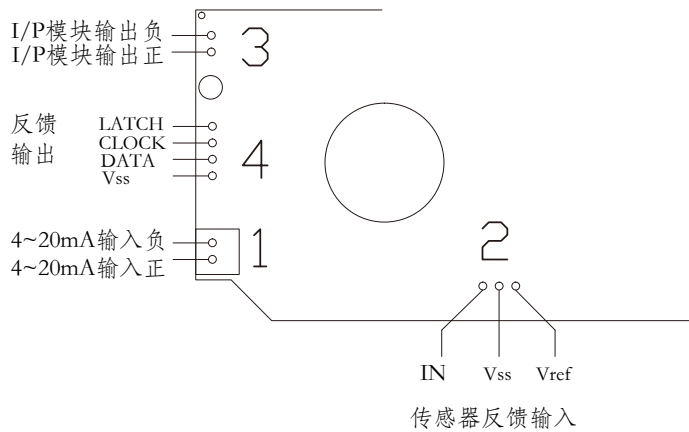 I/P模块输出负
I/P模块输出正
3
反馈
输出
LATCH
CLOCK
DATA
Vss
4
4~20mA输入负
4~20mA输入正
1
2
IN Vss Vref
传感器反馈输入